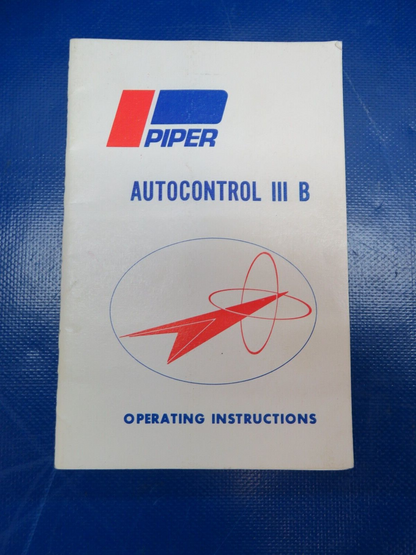 PIPER
AUTOCONTROL III B
OPERATING INSTRUCTIONS